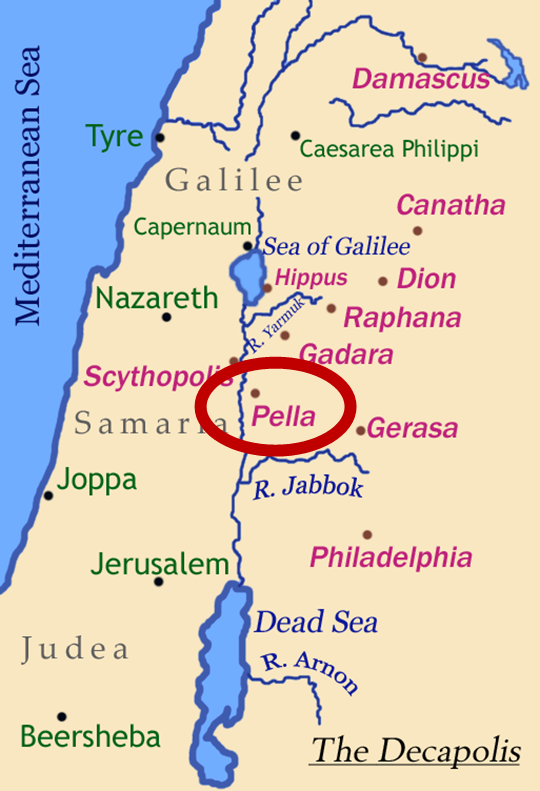 Mediterranean Sea
Damascus
Tyre
Caesarea Philippi
Galilee
Canatha
Capernaum
Sea of Galilee
Hippus
Dion
Nazareth
Raphana
R. Yarmuk
Gadara
Scythopolis
Pella
Samaria
Gerasa
Joppa
R. Jabbok
Philadelphia
Jerusalem
Dead Sea
Judea
R. Arnon
Beersheba
The Decapolis